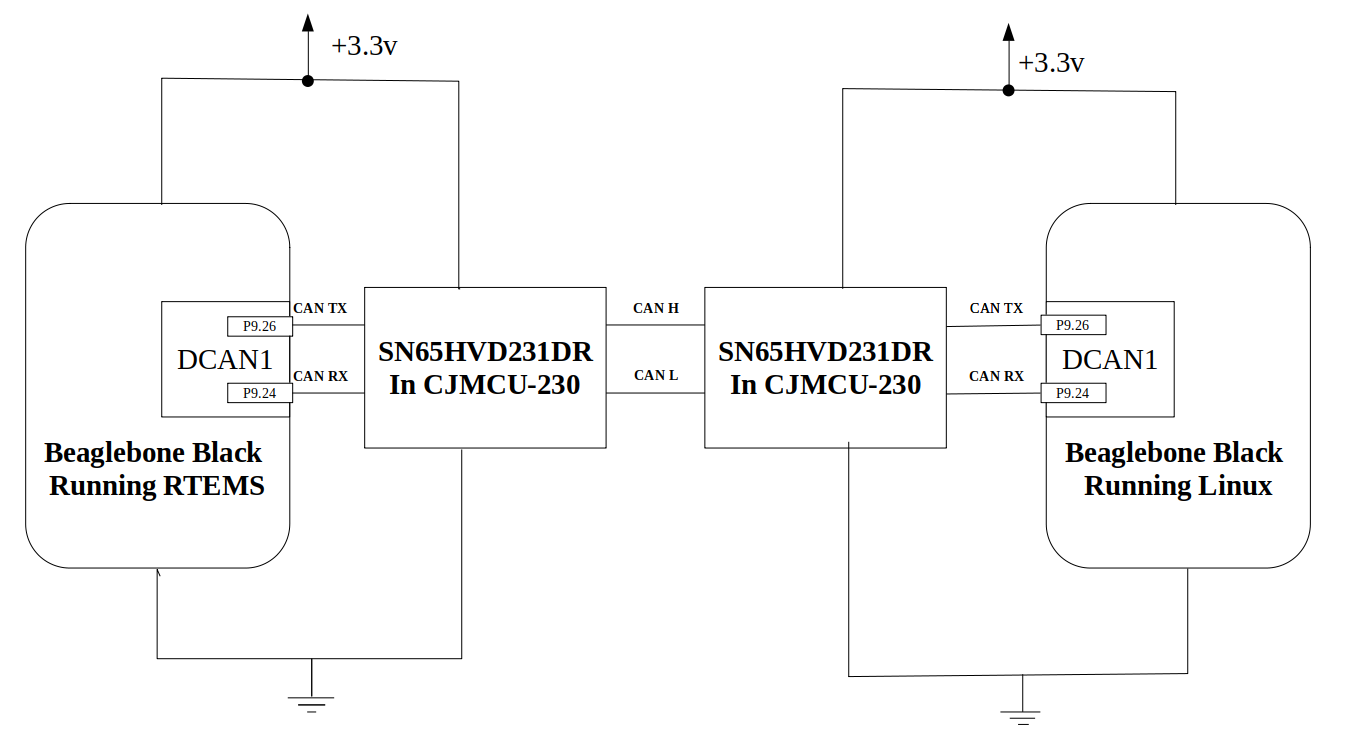 +3.3v
+3.3v
CAN TX
CAN H
CAN TX
P9.26
P9.26
SN65HVD231DR
In CJMCU-230
SN65HVD231DR
In CJMCU-230
DCAN1
DCAN1
CAN RX
CAN L
CAN RX
P9.24
P9.24
Beaglebone Black
Running RTEMS
Beaglebone Black
Running Linux